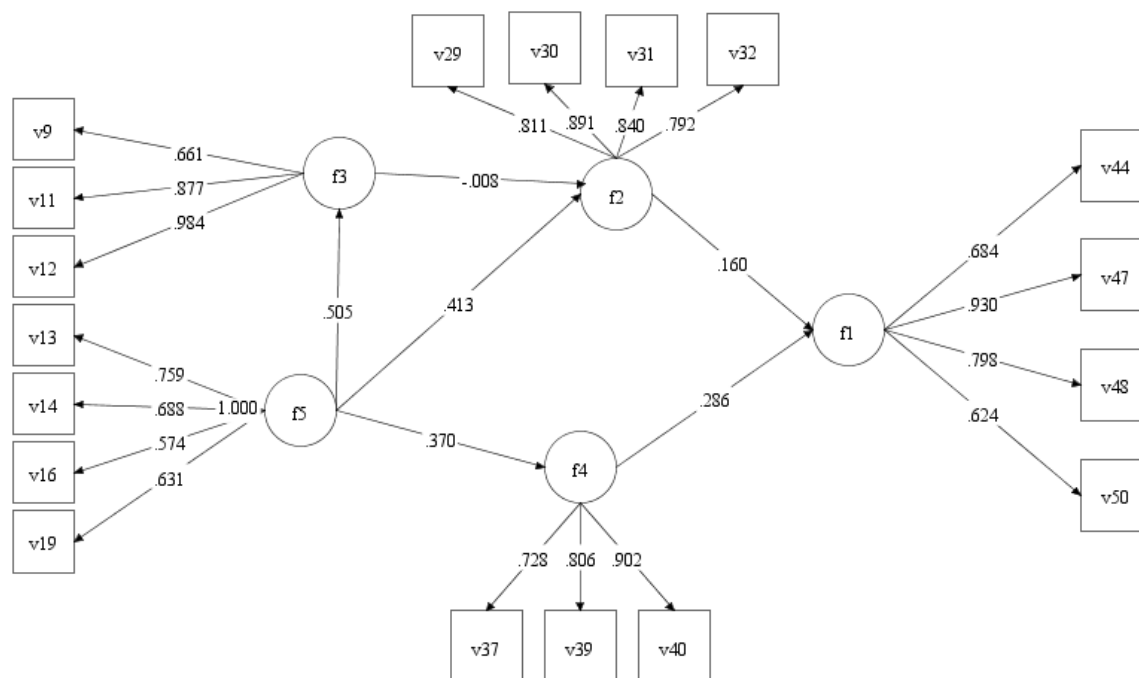 v29
v30
v31
v32
v9
.811
.891
.840
.792
.661
v11
.877
f3
-.008
f2
v44
v12
.984
.684
.160
v47
v13
.505
.413
.930
f1
.759
v14
.688
1.000
f5
.286
.798
v48
.574
.370
.624
v16
.631
f4
v50
v19
.728
.806
.902
v37
v39
v40